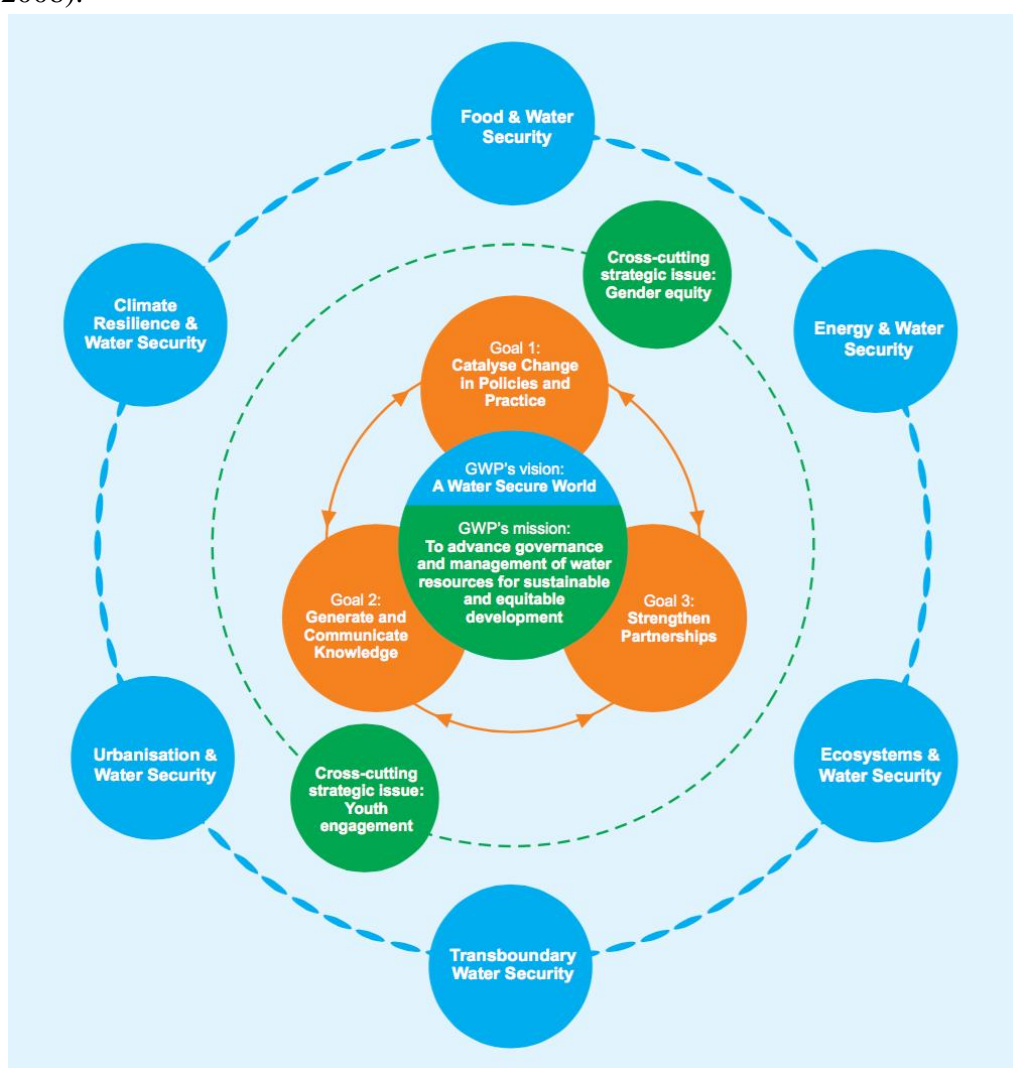 2008).
Food & Water
Security
Cross-cutting
strategic issue:
Gender equity
Climate
Resilience &
Water Security
Energy & Water
Security
Goal 1:
Catalyse Change
in Policies and
Practice
GWP's vision:
A Water Secure World
GWP's mission:
To advance governance
and management of water
resources for sustainable
and equitable
development
Goal 2:
Generate and
Communicate
Knowledge
Goal 3:
Strengthen
Partnerships
Urbanisation &
Water Security
Ecosystems &
Water Security
Cross-cutting
strategic issue:
Youth
engagement
Transboundary
Water Security